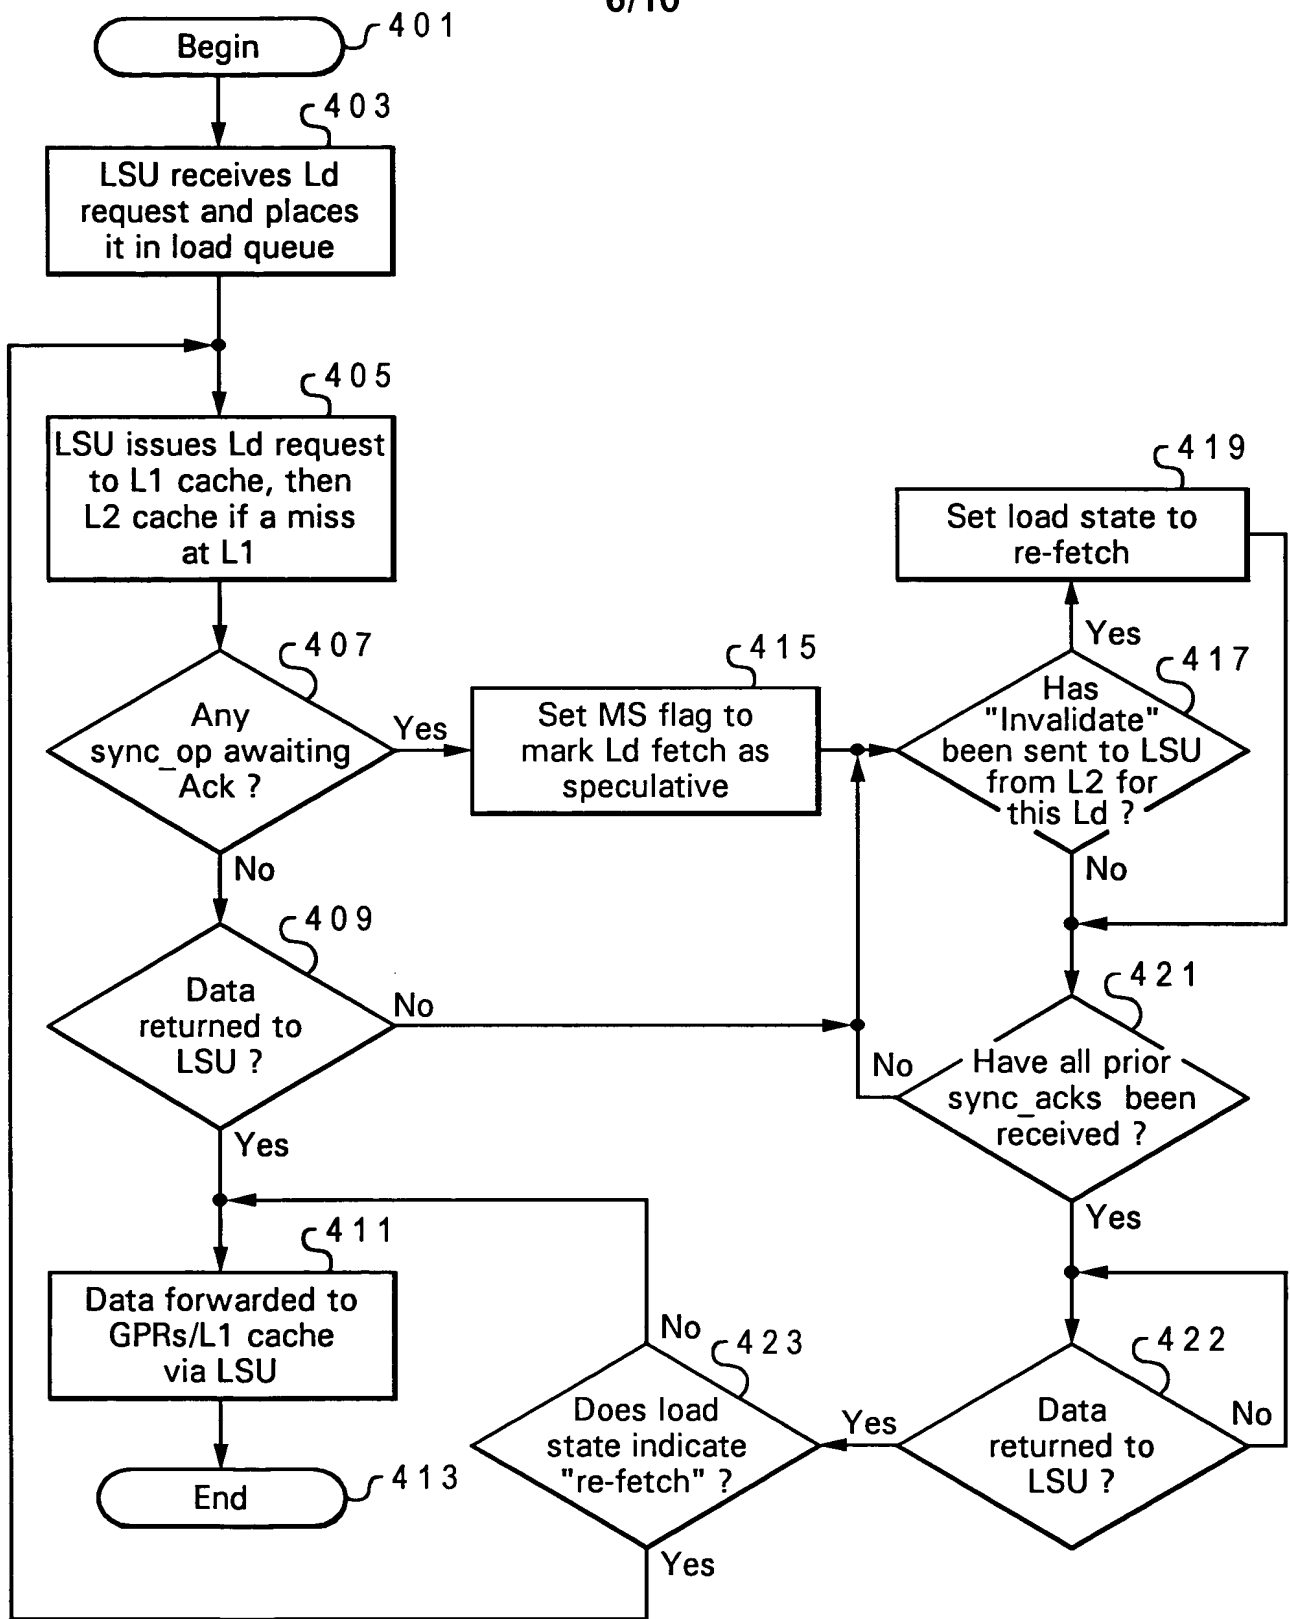 6/10
Begin
401
403
LSU receives Ld
request and places
it in load queue
405
LSU issues Ld request
to L1 cache, then
L2 cache if a miss
at L1
407
Any
sync_op awaiting
Ack ?
Yes
No
415
Set MS flag to
mark Ld fetch as
speculative
419
Set load state to
re-fetch
Yes
417
Has
"Invalidate"
been sent to LSU
from L2 for
this Ld ?
No
409
Data
returned to
LSU ?
No
Yes
421
Have all prior
sync_acks been
received ?
No
Yes
411
Data forwarded to
GPRs/L1 cache
via LSU
End
413
422
Data
returned to
LSU ?
No
Yes
423
Does load
state indicate
"re-fetch" ?
No
Yes